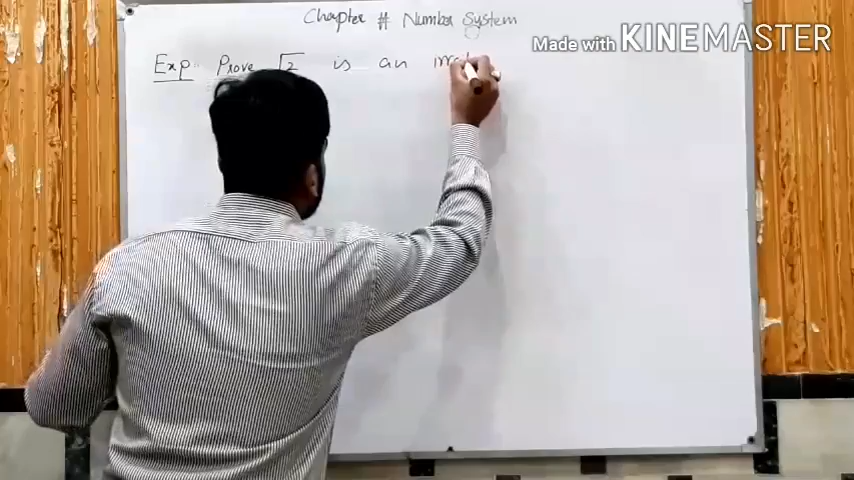 Chapter # Number System
Made with KINEMASTER
Exp Prove √2 is an